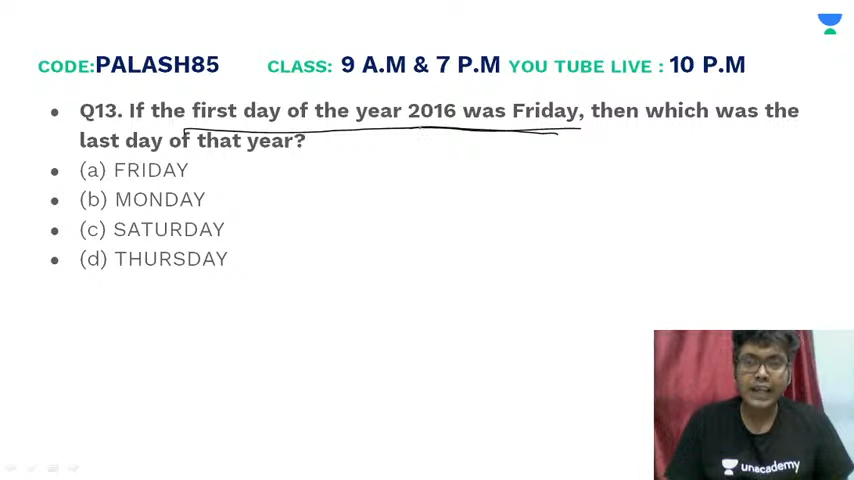 CODE:PALASH85 CLASS: 9 A.M & 7 P.M YOU TUBE LIVE : 10 P.M
• Q13. If the first day of the year 2016 was Friday, then which was the
last day of that year?
• (a) FRIDAY
• (b) MONDAY
• (c) SATURDAY
• (d) THURSDAY
unacademy